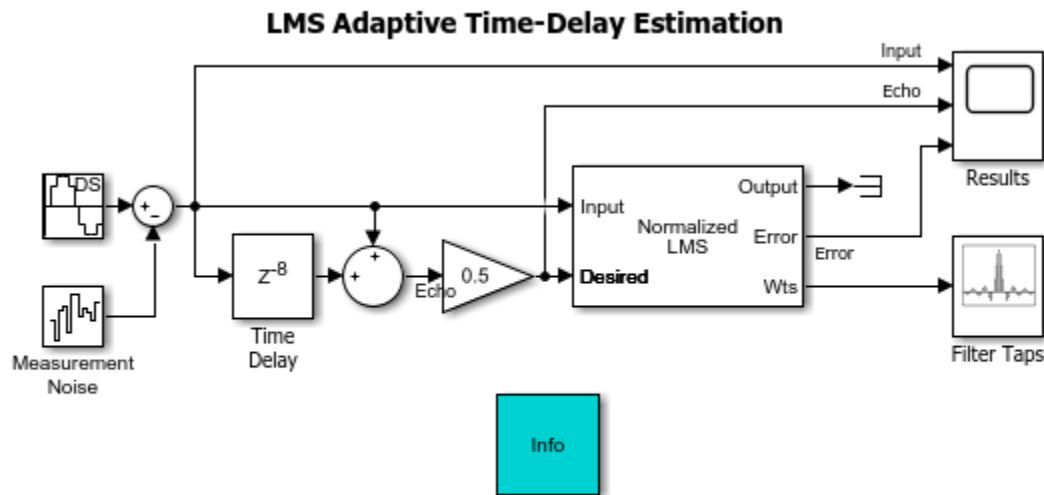 LMS Adaptive Time-Delay Estimation
Input
Echo
DS
+
−
Results
Input
Desired
Normalized
LMS
Output
Error
Wts
Error
Z-8
+
+
Echo
0.5
Time
Delay
Measurement
Noise
Filter Taps
Info